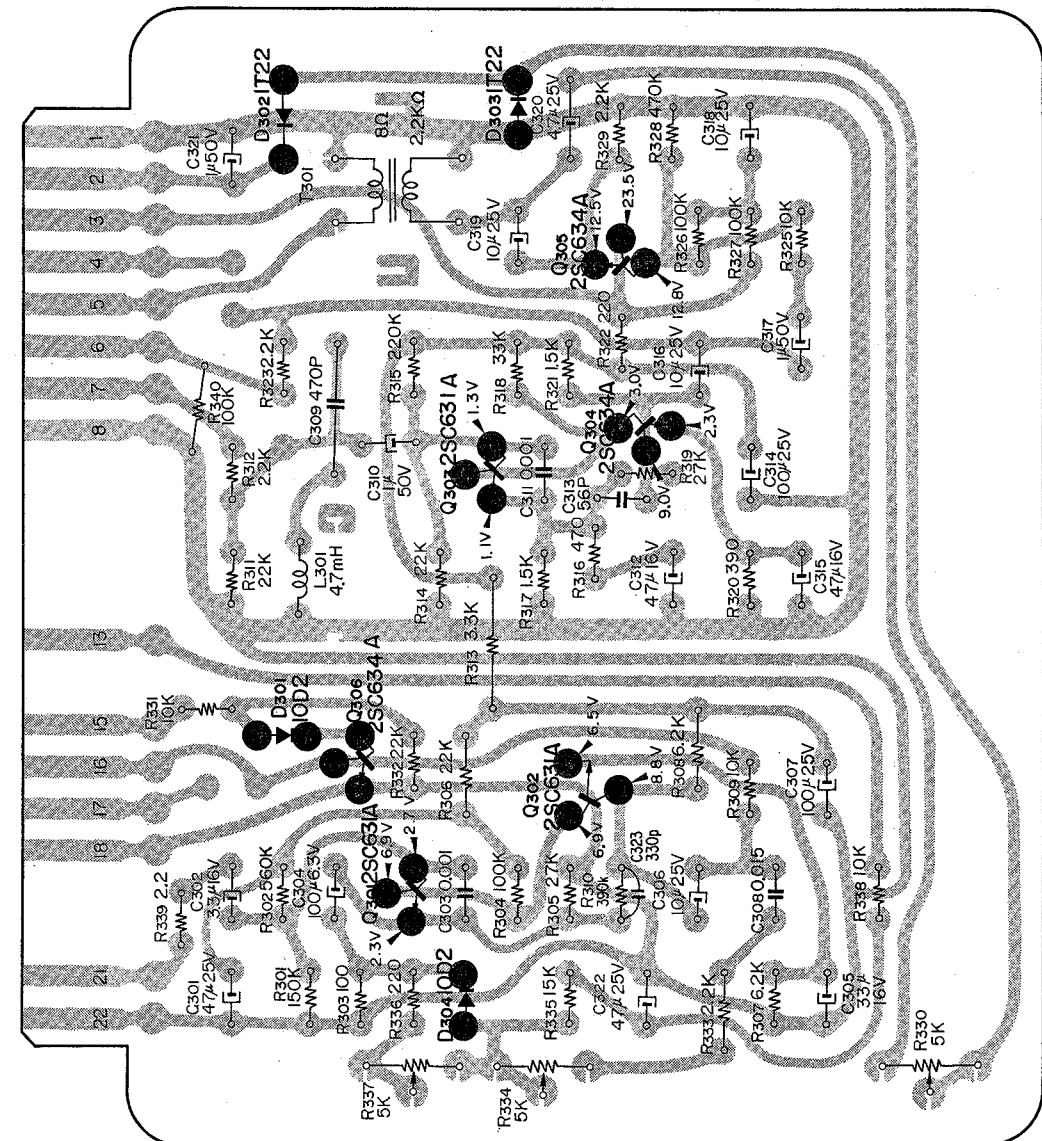 1
2
3
4
5
6
7
8
13
15
16
17
18
21
22
C321
1μ50V
D302 1T22
T301
8Ω
2.2KΩ
D303 1T22
C320
47μ25V
R329 2.2K
R328 470K
C318
10μ25V
C319
10μ25V
Q305
2SC634A
12.5V
23.5V
12.8V
R326 100K
R327 100K
R325 10K
E
R340
100K
R323 2.2K
C309 470P
R315 220K
R318 33K
R321 1.5K
R322 220
C316
10μ25V
C317
1μ50V
R312
2.2K
C310
1μ
50V
Q303 2SC631A
1.3V
1.1V
C311 0.001
Q304
2SC634A
3.0V
2.3V
9.0V
R319
27K
C313
56P
C314
100μ25V
C
R311
22K
L301
4.7mH
R314 22K
R317 1.5K
R316 470
C312
47μ16V
R320 390
C315
47μ16V
R313 3.3K
R331
10K
D301
10D2
Q306
2SC634A
R332 22K
R306 22K
Q302
2SC631A
6.5V
8.8V
6.9V
R308 6.2K
R309 10K
C307
100μ25V
R339 2.2
C302
3.3μ16V
R302 560K
C304
100μ6.3V
Q301 2SC631A
6.9V
2.7V
2.3V
C303 0.01
R304 100K
R305 27K
R310
390k
C323
330p
C306
10μ25V
C308 0.015
R338 10K
C301
47μ25V
R301
150K
R303 100
R336 220
D304 10D2
R335 15K
C322
47μ25V
R333 2.2K
R307 6.2K
C305
33μ
16V
R337
5K
R334
5K
R330
5K